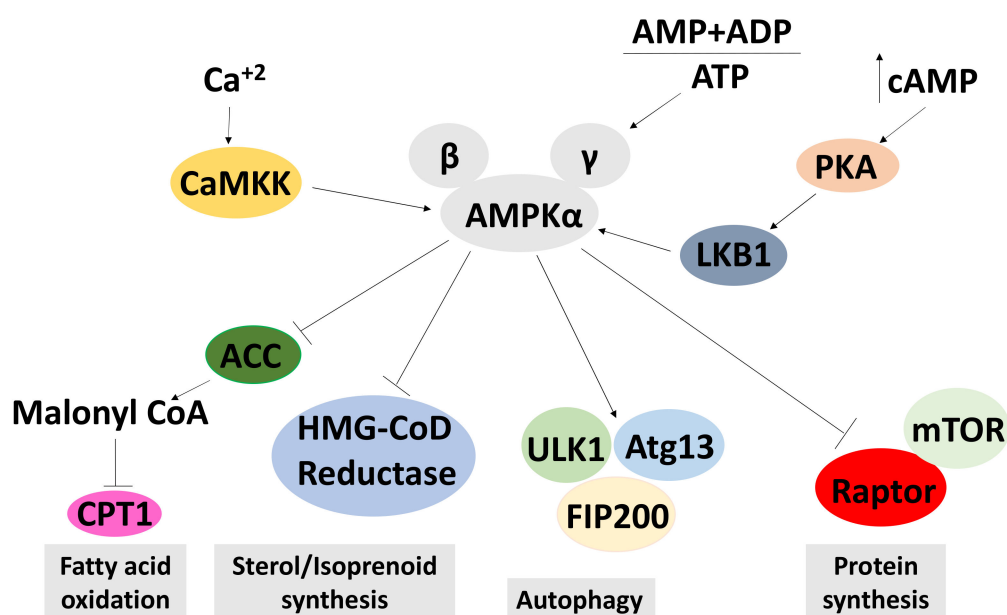 AMP+ADP
ATP
Ca+2
cAMP
β
γ
CaMKK
PKA
AMPKα
LKB1
ACC
Malonyl CoA
HMG-CoD
Reductase
ULK1
Atg13
mTOR
Raptor
CPT1
FIP200
Fatty acid
oxidation
Sterol/Isoprenoid
synthesis
Autophagy
Protein
synthesis